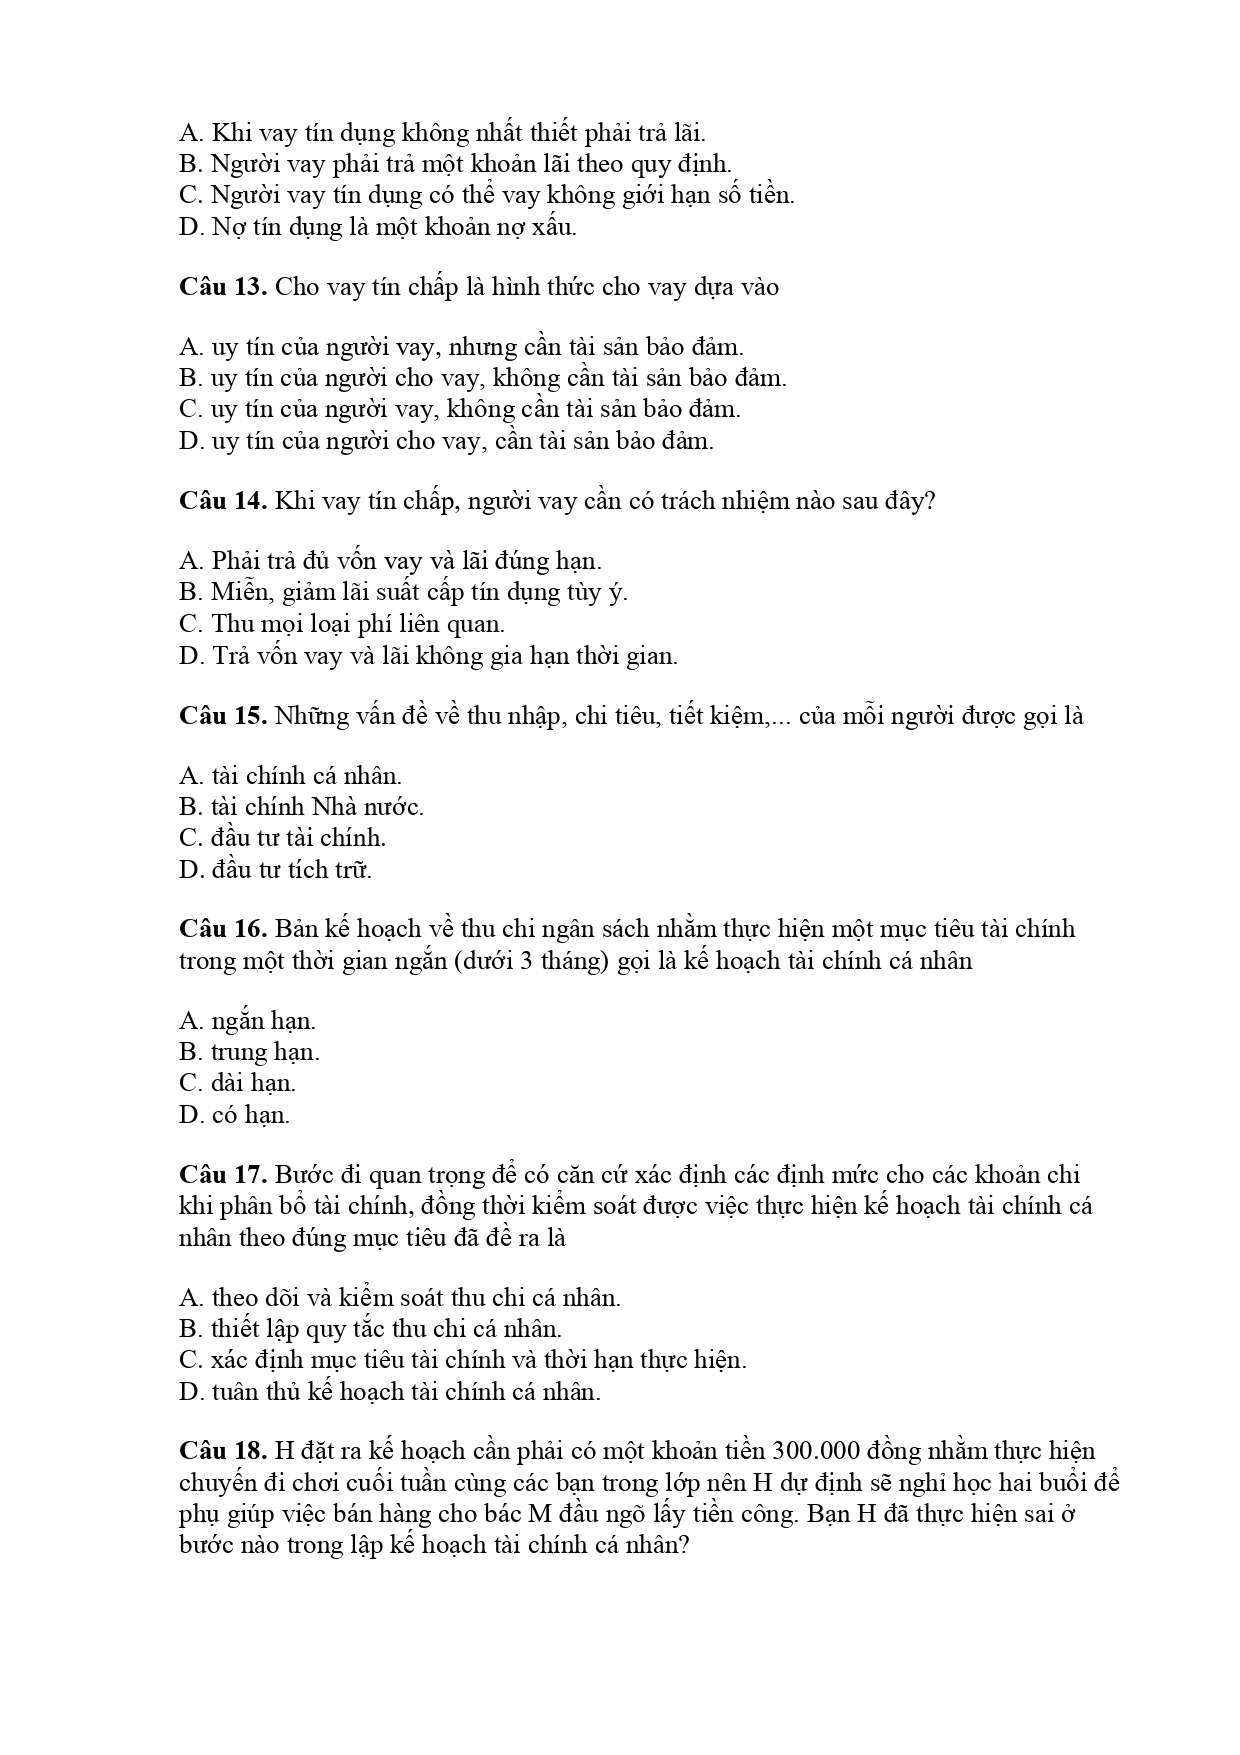 A. Khi vay tín dụng không nhất thiết phải trả lãi.
B. Người vay phải trả một khoản lãi theo quy định.
C. Người vay tín dụng có thể vay không giới hạn số tiền.
D. Nợ tín dụng là một khoản nợ xấu.
Câu 13. Cho vay tín chấp là hình thức cho vay dựa vào
A. uy tín của người vay, nhưng cần tài sản bảo đảm.
B. uy tín của người cho vay, không cần tài sản bảo đảm.
C. uy tín của người vay, không cần tài sản bảo đảm.
D. uy tín của người cho vay, cần tài sản bảo đảm.
Câu 14. Khi vay tín chấp, người vay cần có trách nhiệm nào sau đây?
A. Phải trả đủ vốn vay và lãi đúng hạn.
B. Miễn, giảm lãi suất cấp tín dụng tùy ý.
C. Thu mọi loại phí liên quan.
D. Trả vốn vay và lãi không gia hạn thời gian.
Câu 15. Những vấn đề về thu nhập, chi tiêu, tiết kiệm,... của mỗi người được gọi là
A. tài chính cá nhân.
B. tài chính Nhà nước.
C. đầu tư tài chính.
D. đầu tư tích trữ.
Câu 16. Bản kế hoạch về thu chi ngân sách nhằm thực hiện một mục tiêu tài chính
trong một thời gian ngắn (dưới 3 tháng) gọi là kế hoạch tài chính cá nhân
A. ngắn hạn.
B. trung hạn.
C. dài hạn.
D. có hạn.
Câu 17. Bước đi quan trọng để có căn cứ xác định các định mức cho các khoản chi
khi phân bổ tài chính, đồng thời kiểm soát được việc thực hiện kế hoạch tài chính cá
nhân theo đúng mục tiêu đã đề ra là
A. theo dõi và kiểm soát thu chi cá nhân.
B. thiết lập quy tắc thu chi cá nhân.
C. xác định mục tiêu tài chính và thời hạn thực hiện.
D. tuân thủ kế hoạch tài chính cá nhân.
Câu 18. H đặt ra kế hoạch cần phải có một khoản tiền 300.000 đồng nhằm thực hiện
chuyến đi chơi cuối tuần cùng các bạn trong lớp nên H dự định sẽ nghỉ học hai buổi để
phụ giúp việc bán hàng cho bác M đầu ngõ lấy tiền công. Bạn H đã thực hiện sai ở
bước nào trong lập kế hoạch tài chính cá nhân?